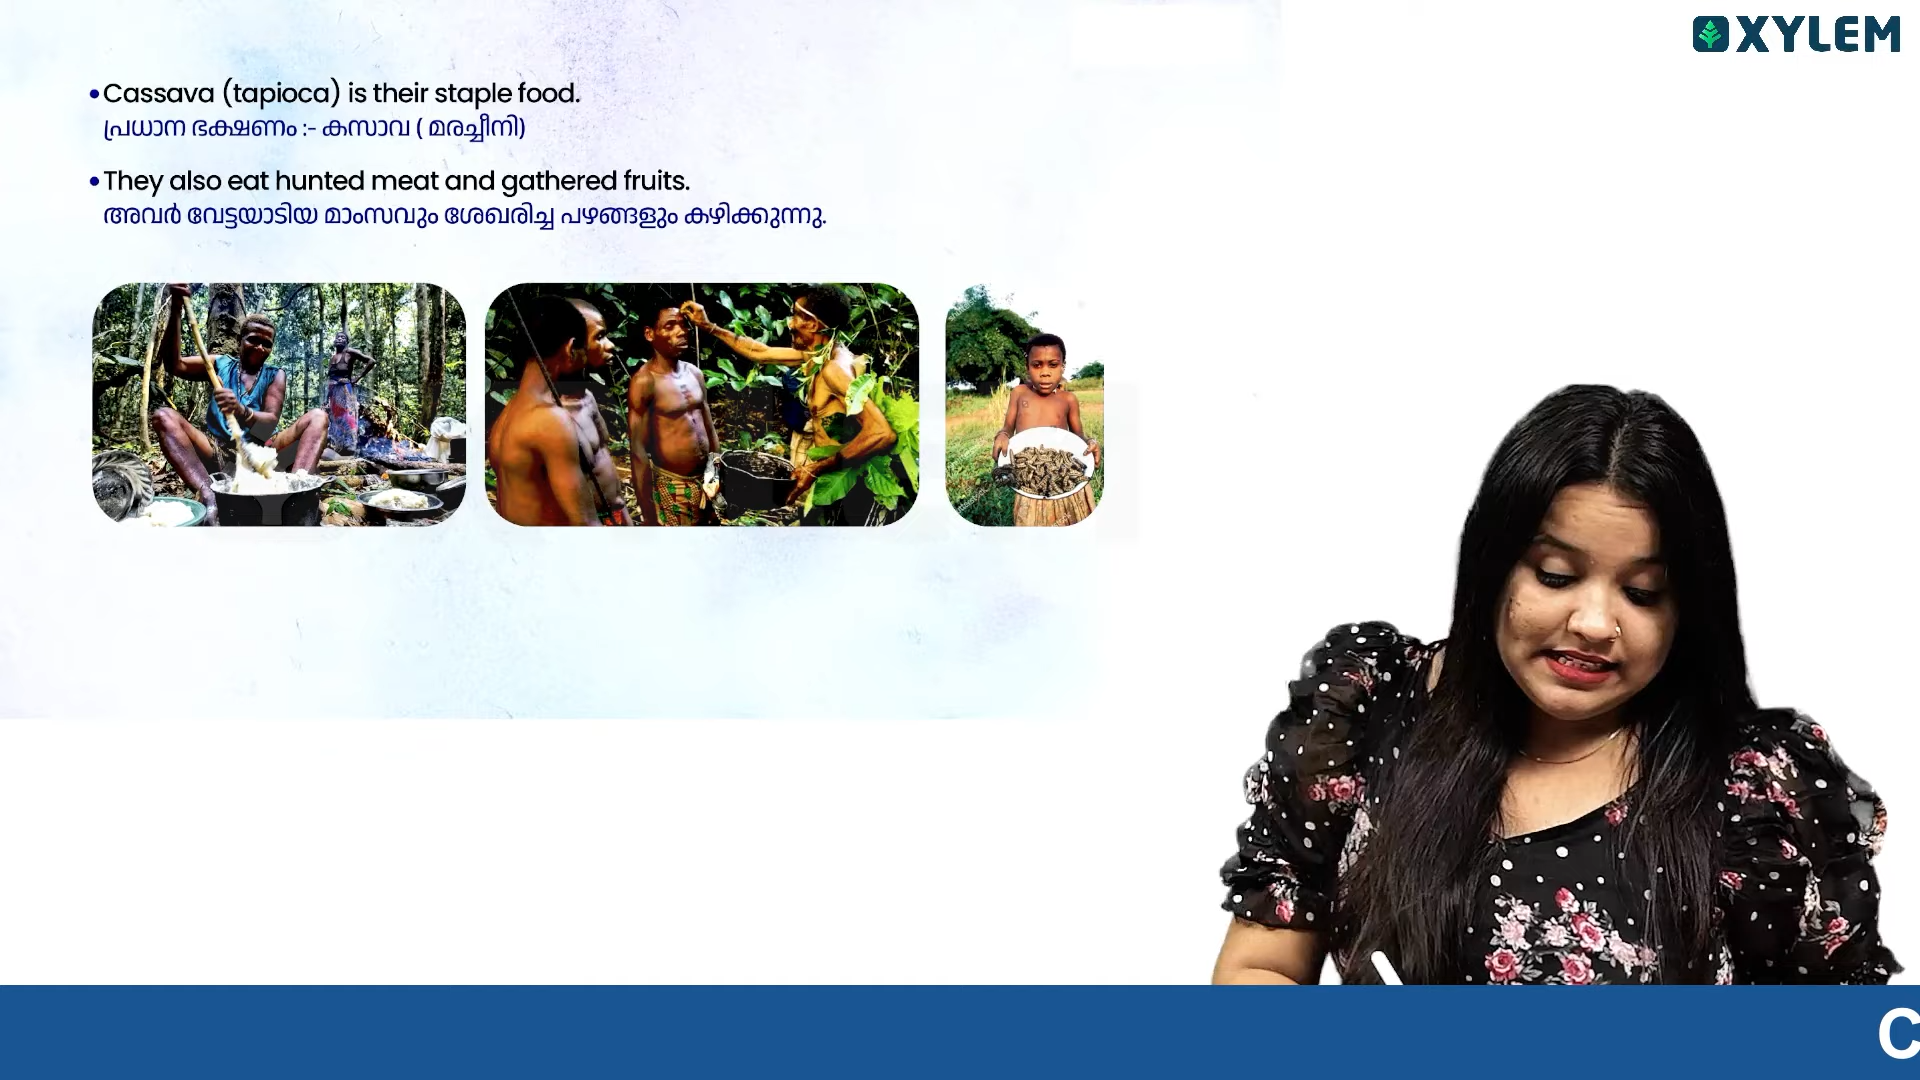 XYLEM
•Cassava (tapioca) is their staple food.
പ്രധാന ഭക്ഷണം :- കസാവ ( മരച്ചീനി)
•They also eat hunted meat and gathered fruits.
അവർ വേട്ടയാടിയ മാംസവും ശേഖരിച്ച പഴങ്ങളും കഴിക്കുന്നു.
C